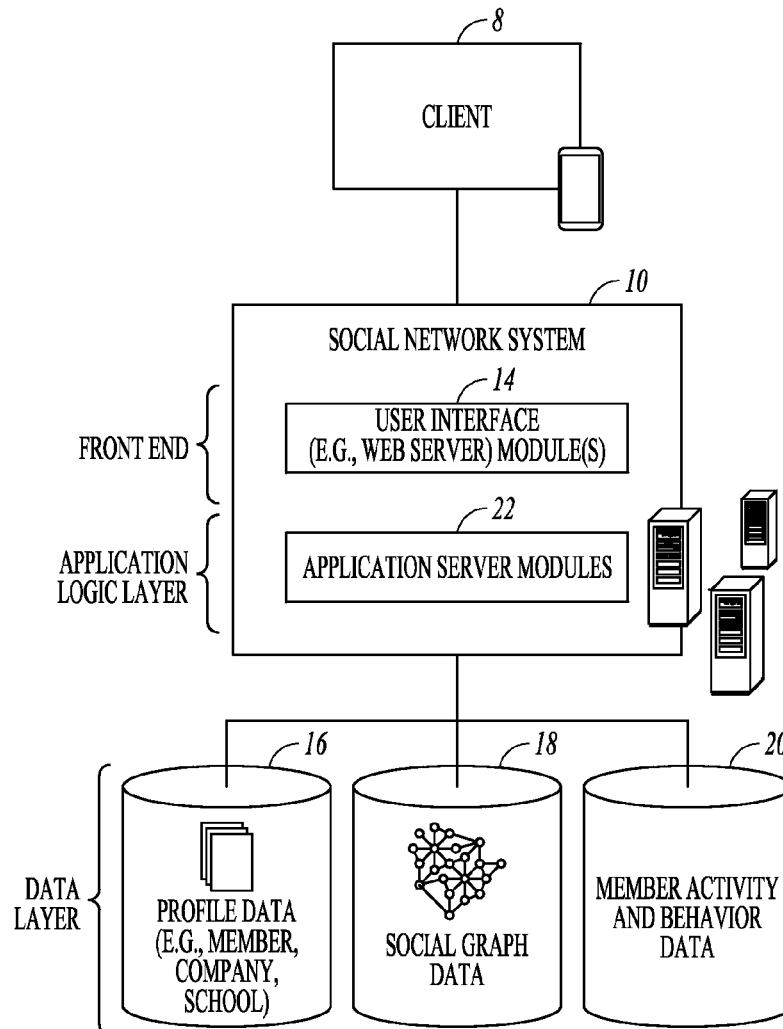 8
CLIENT
10
SOCIAL NETWORK SYSTEM
14
USER INTERFACE
(E.G., WEB SERVER) MODULE(S)
FRONT END
22
APPLICATION SERVER MODULES
APPLICATION
LOGIC LAYER
16
18
20
DATA
LAYER
PROFILE DATA
(E.G., MEMBER,
COMPANY,
SCHOOL)
SOCIAL GRAPH
DATA
MEMBER ACTIVITY
AND BEHAVIOR
DATA